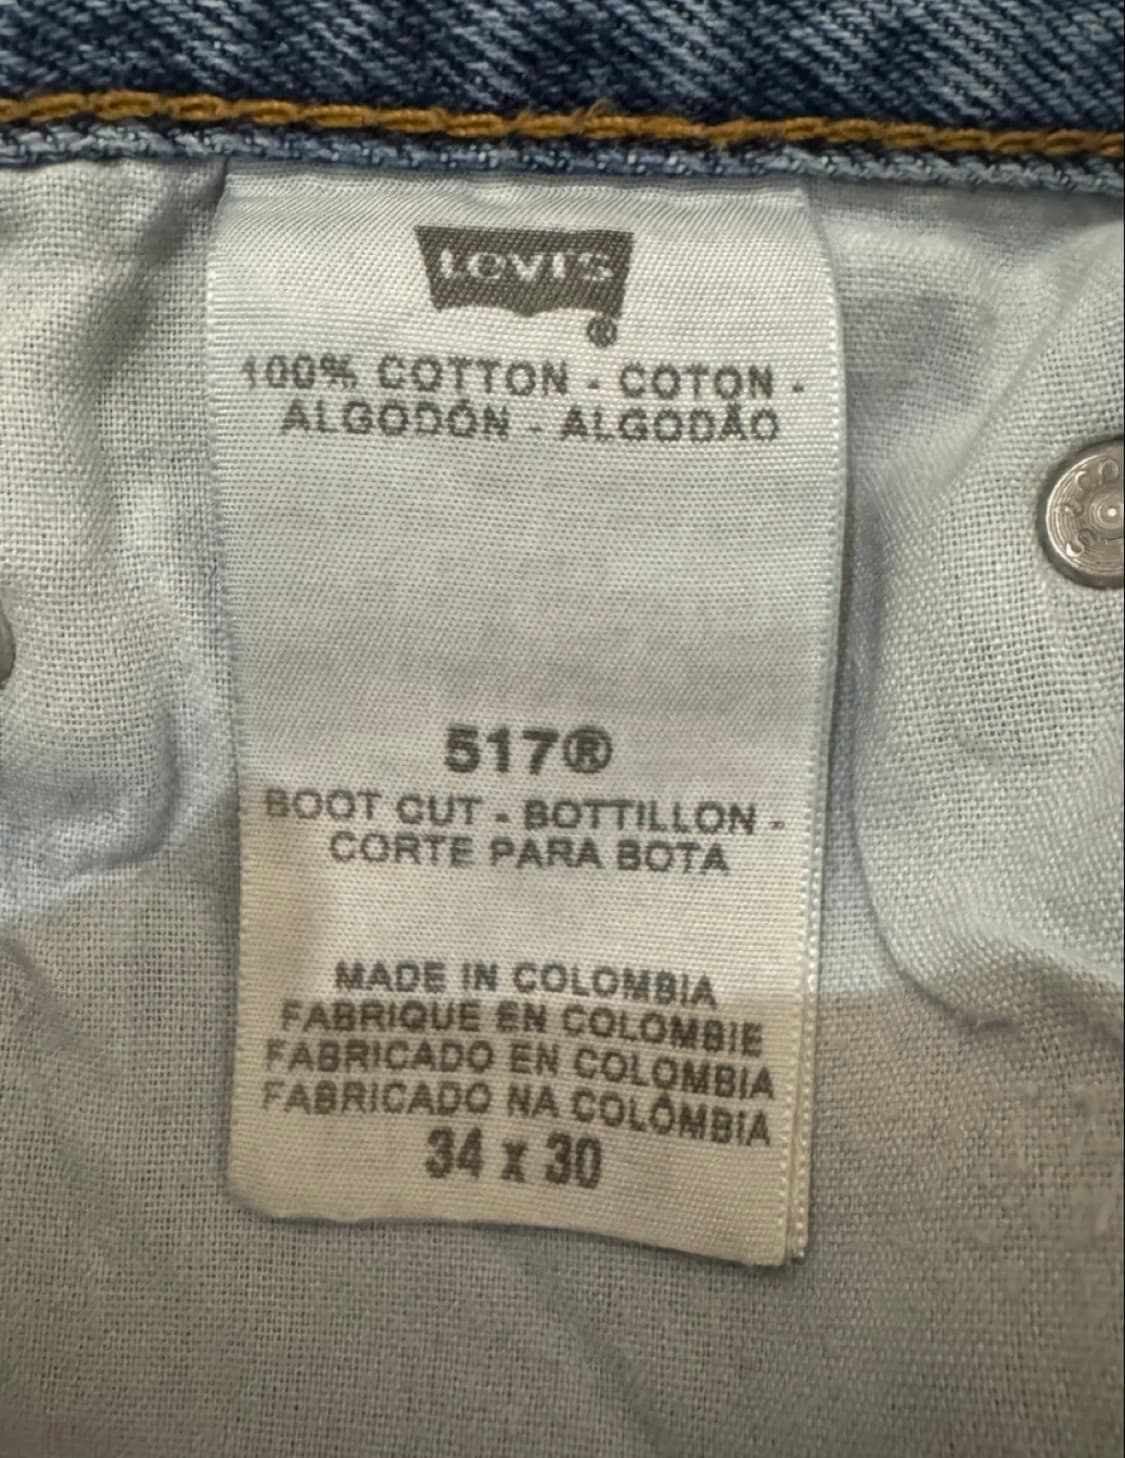 LEVI'S
®
100% COTTON - COTON -
ALGODÓN - ALGODÃO
517®
BOOT CUT - BOTTILLON -
CORTE PARA BOTA
MADE IN COLOMBIA
FABRIQUE EN COLOMBIE
FABRICADO EN COLOMBIA
FABRICADO NA COLÔMBIA
34 x 30